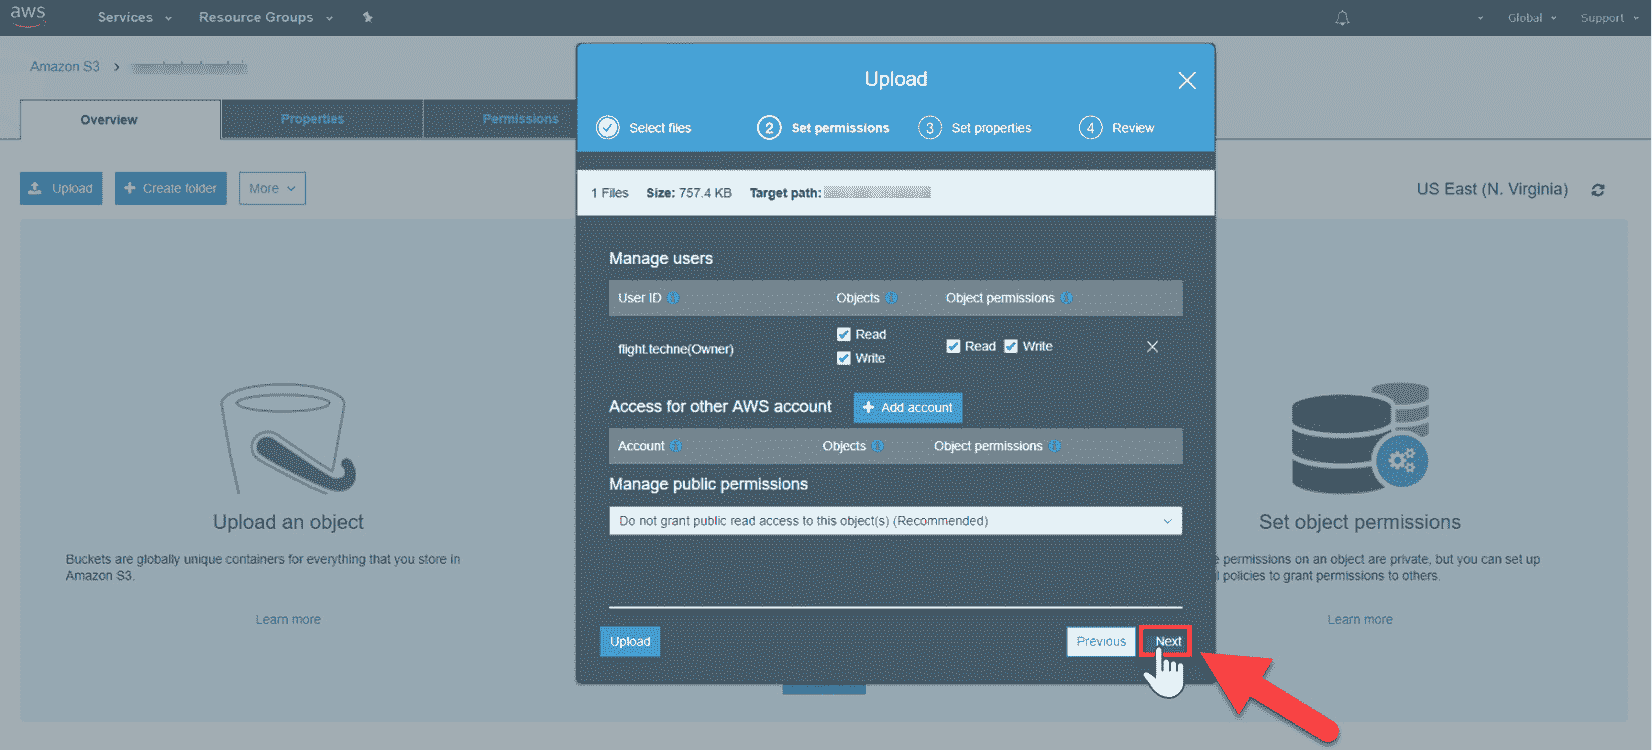 aws Services Resource Groups Global Support
Amazon S3
Overview Properties Permissions
Upload Create folder More US East (N. Virginia)
Upload an object
Buckets are globally unique containers for everything that you store in
Amazon S3.
Learn more
Upload
Select files 2 Set permissions 3 Set properties 4 Review
1 Files Size: 757.4 KB Target path:
Manage users
User ID Objects Object permissions
flight.techne(Owner) Read Write Read Write
Access for other AWS account Add account
Account Objects Object permissions
Manage public permissions
Do not grant public read access to this object(s) (Recommended)
Upload Previous Next
Set object permissions
e permissions on an object are private, but you can set up
l policies to grant permissions to others.
Learn more